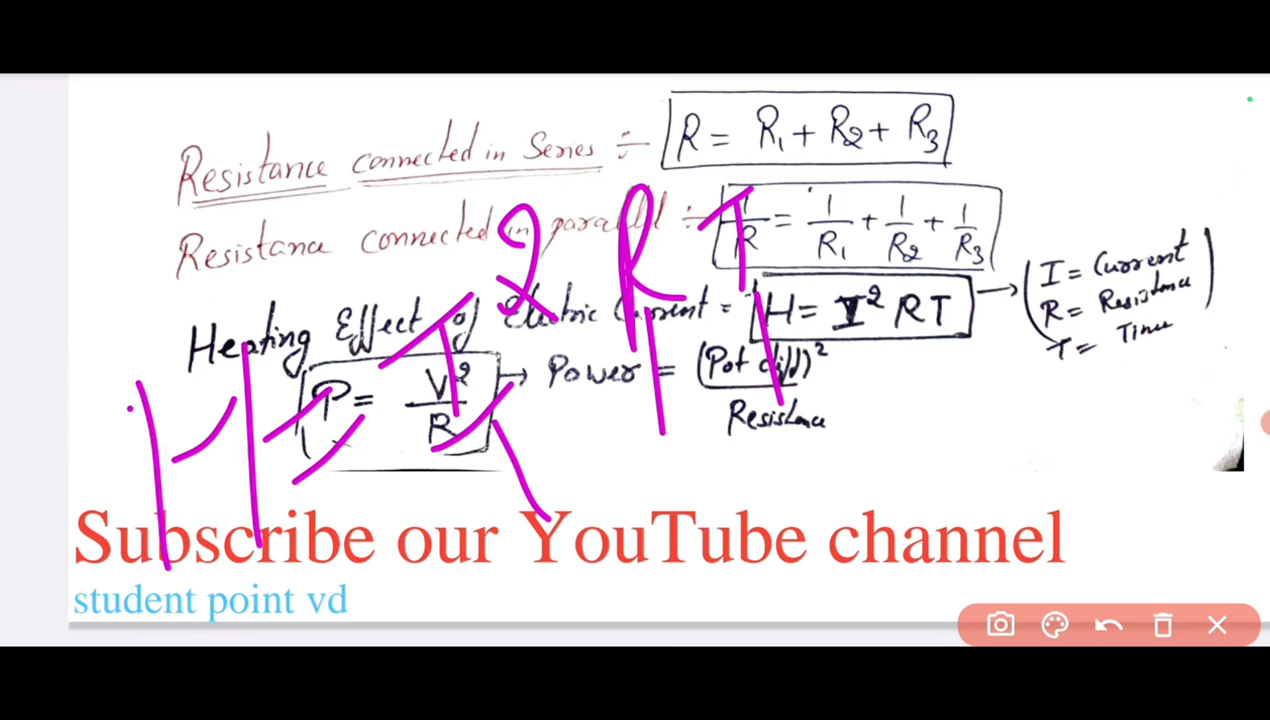 Resistance connected in Series ÷ R = R₁ + R₂ + R₃
Resistance connected in parallel ÷ 1/R = 1/R₁ + 1/R₂ + 1/R₃
Heating Effect of Electric Current = H = I² RT → (I = Current
R = Resistance
T = Time)
P = V²/R → Power = (Pot diff)²/Resistance
H = I² RT
Subscribe our YouTube channel
student point vd